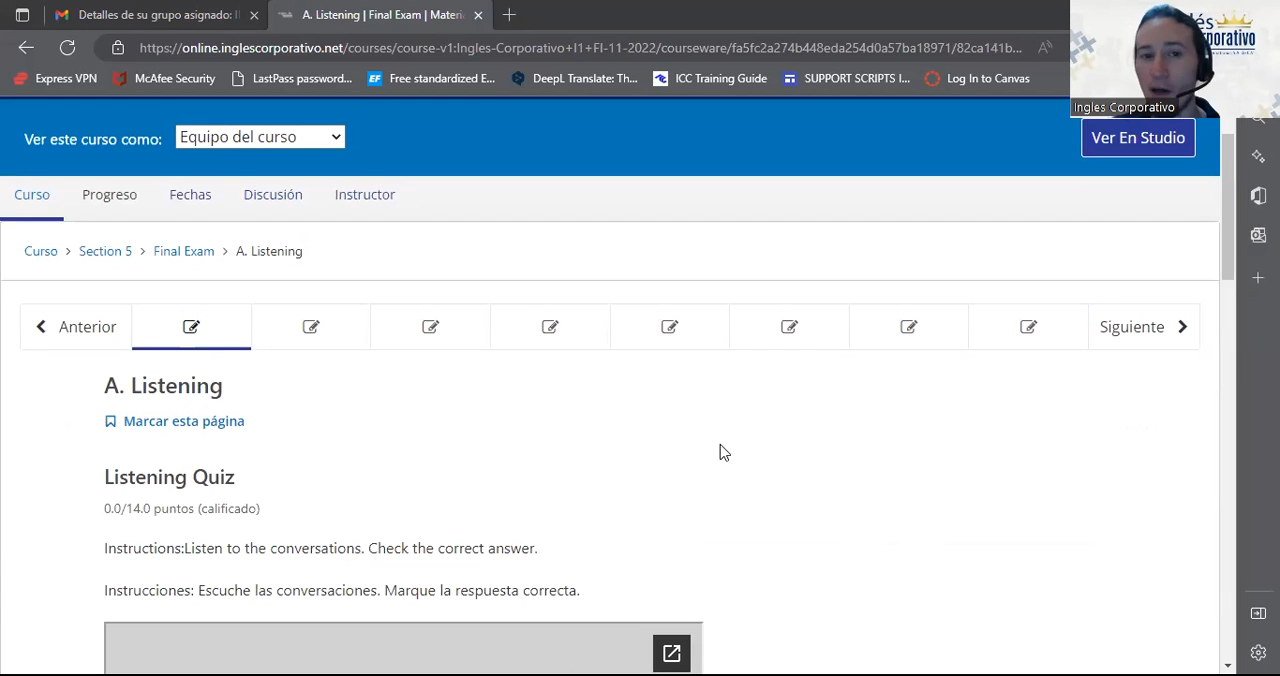 Detalles de su grupo asignado: I
A. Listening | Final Exam | Materi
https://online.inglescorporativo.net/courses/course-v1:Ingles-Corporativo+I1+FI-11-2022/courseware/fa5fc2a274b448eda254d0a57ba18971/82ca141b...
Express VPN
McAfee Security
LastPass password...
Free standardized E...
DeepL Translate: Th...
ICC Training Guide
SUPPORT SCRIPTS I...
Log In to Canvas
Ingles Corporativo
Ver este curso como:
Equipo del curso
Ver En Studio
Curso
Progreso
Fechas
Discusión
Instructor
Curso > Section 5 > Final Exam > A. Listening
Anterior
Siguiente
A. Listening
Marcar esta página
Listening Quiz
0.0/14.0 puntos (calificado)
Instructions:Listen to the conversations. Check the correct answer.
Instrucciones: Escuche las conversaciones. Marque la respuesta correcta.